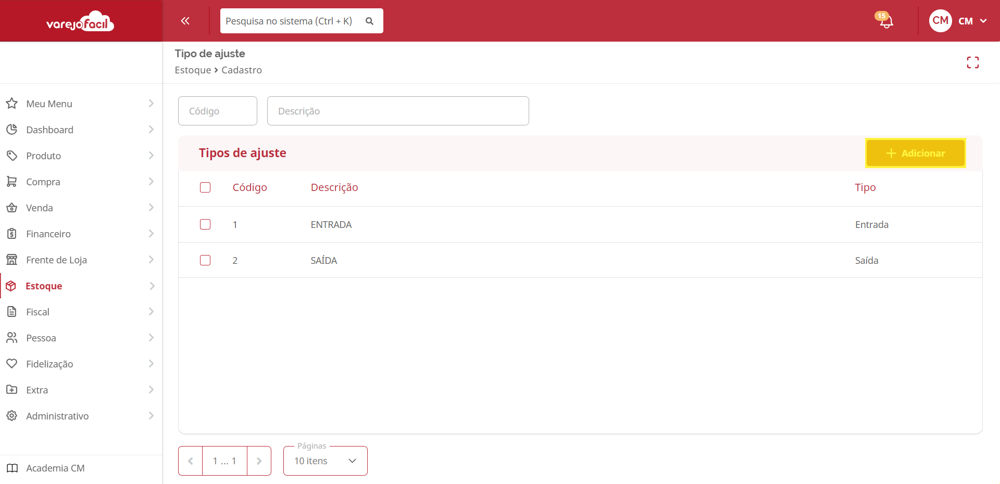 varejofacil
Pesquisa no sistema (Ctrl + K)
15
CM
CM
Tipo de ajuste
Estoque > Cadastro
Meu Menu
Dashboard
Produto
Compra
Venda
Financeiro
Frente de Loja
Estoque
Fiscal
Pessoa
Fidelização
Extra
Administrativo
Academia CM
Código
Descrição
Tipos de ajuste
Adicionar
Código Descrição Tipo
1 ENTRADA Entrada
2 SAÍDA Saída
1 ... 1
Páginas
10 itens